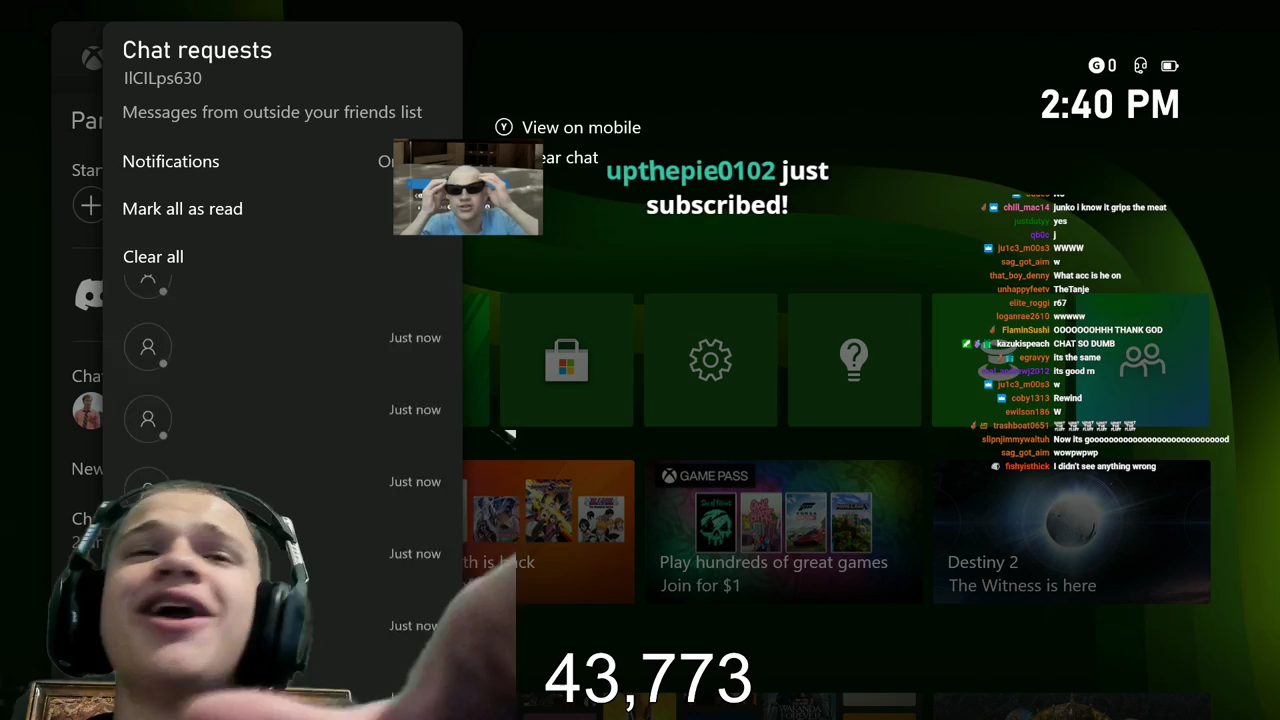 Chat requests
IlCILps630
Messages from outside your friends list
Notifications
Mark all as read
Clear all
Just now
Just now
Just now
Just now
Just now
View on mobile
ear chat
upthepie0102 just
subscribed!
G 0
2:40 PM
chill_mac14 junko i know it grips the meat
justdutyy yes
qb0c j
ju1c3_m00s3 WWWW
sag_got_aim w
that_boy_denny What acc is he on
unhappyfeetv TheTanje
elite_roggi r67
loganrae2610 wwwww
FlaminSushi OOOOOOOHHH THANK GOD
kazukispeach CHAT SO DUMB
egravyy its the same
its good rn
ju1c3_m00s3 w
coby1313 Rewind
ewilson186 W
trashboat0651
slipnjimmywaltuh Now its goooooooooooooooooooooooooood
sag_got_aim wowpwpwp
fishyisthick I didn't see anything wrong
GAME PASS
Play hundreds of great games
Join for $1
Destiny 2
The Witness is here
43,773